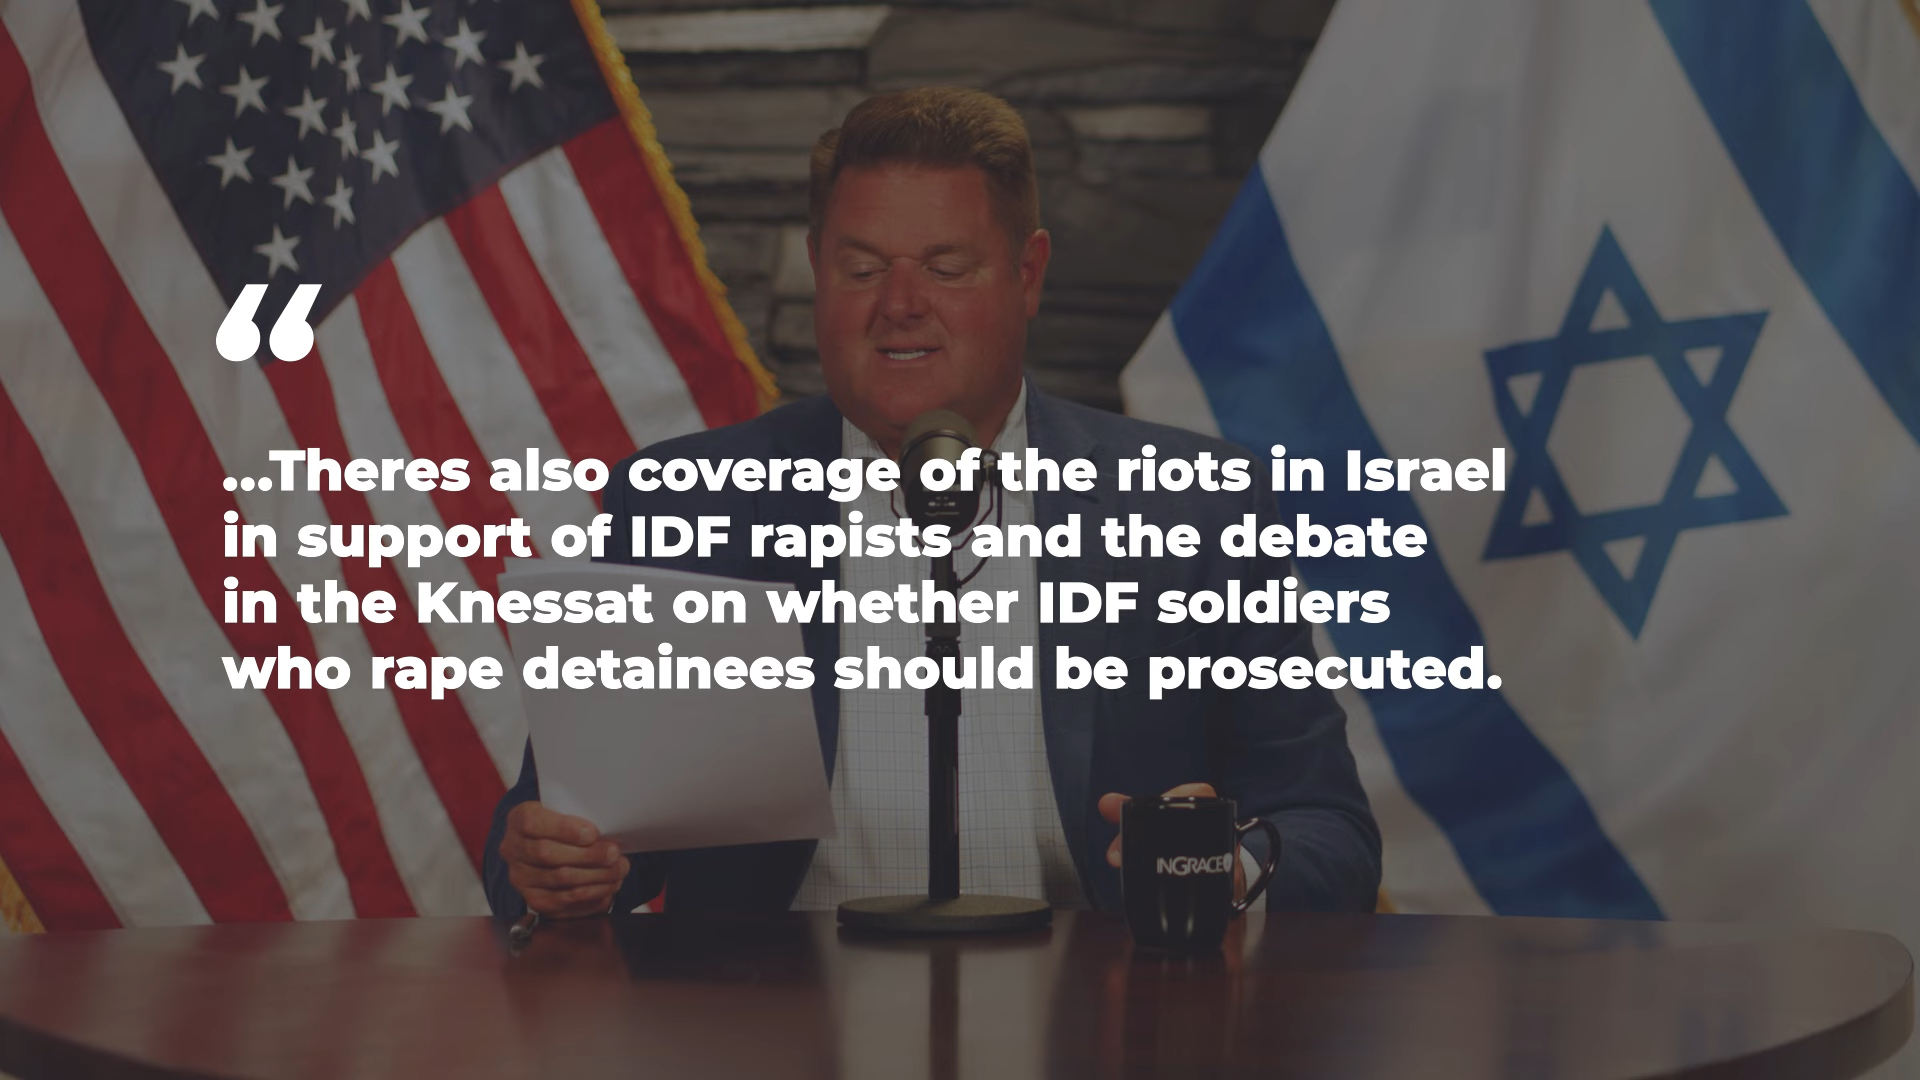 “
...Theres also coverage of the riots in Israel
in support of IDF rapists and the debate
in the Knessat on whether IDF soldiers
who rape detainees should be prosecuted.
INGRACE